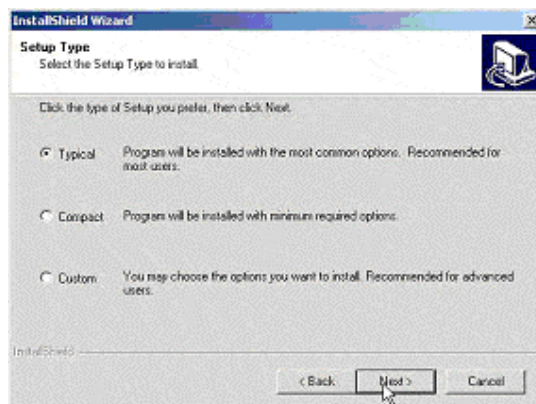 InstallShield Wizard
Setup Type
Select the Setup Type to install.
Click the type of Setup you prefer, then click Next.
Typical Program will be installed with the most common options. Recommended for
most users.
Compact Program will be installed with minimum required options.
Custom You may choose the options you want to install. Recommended for advanced
users.
InstallShield
< Back Next > Cancel